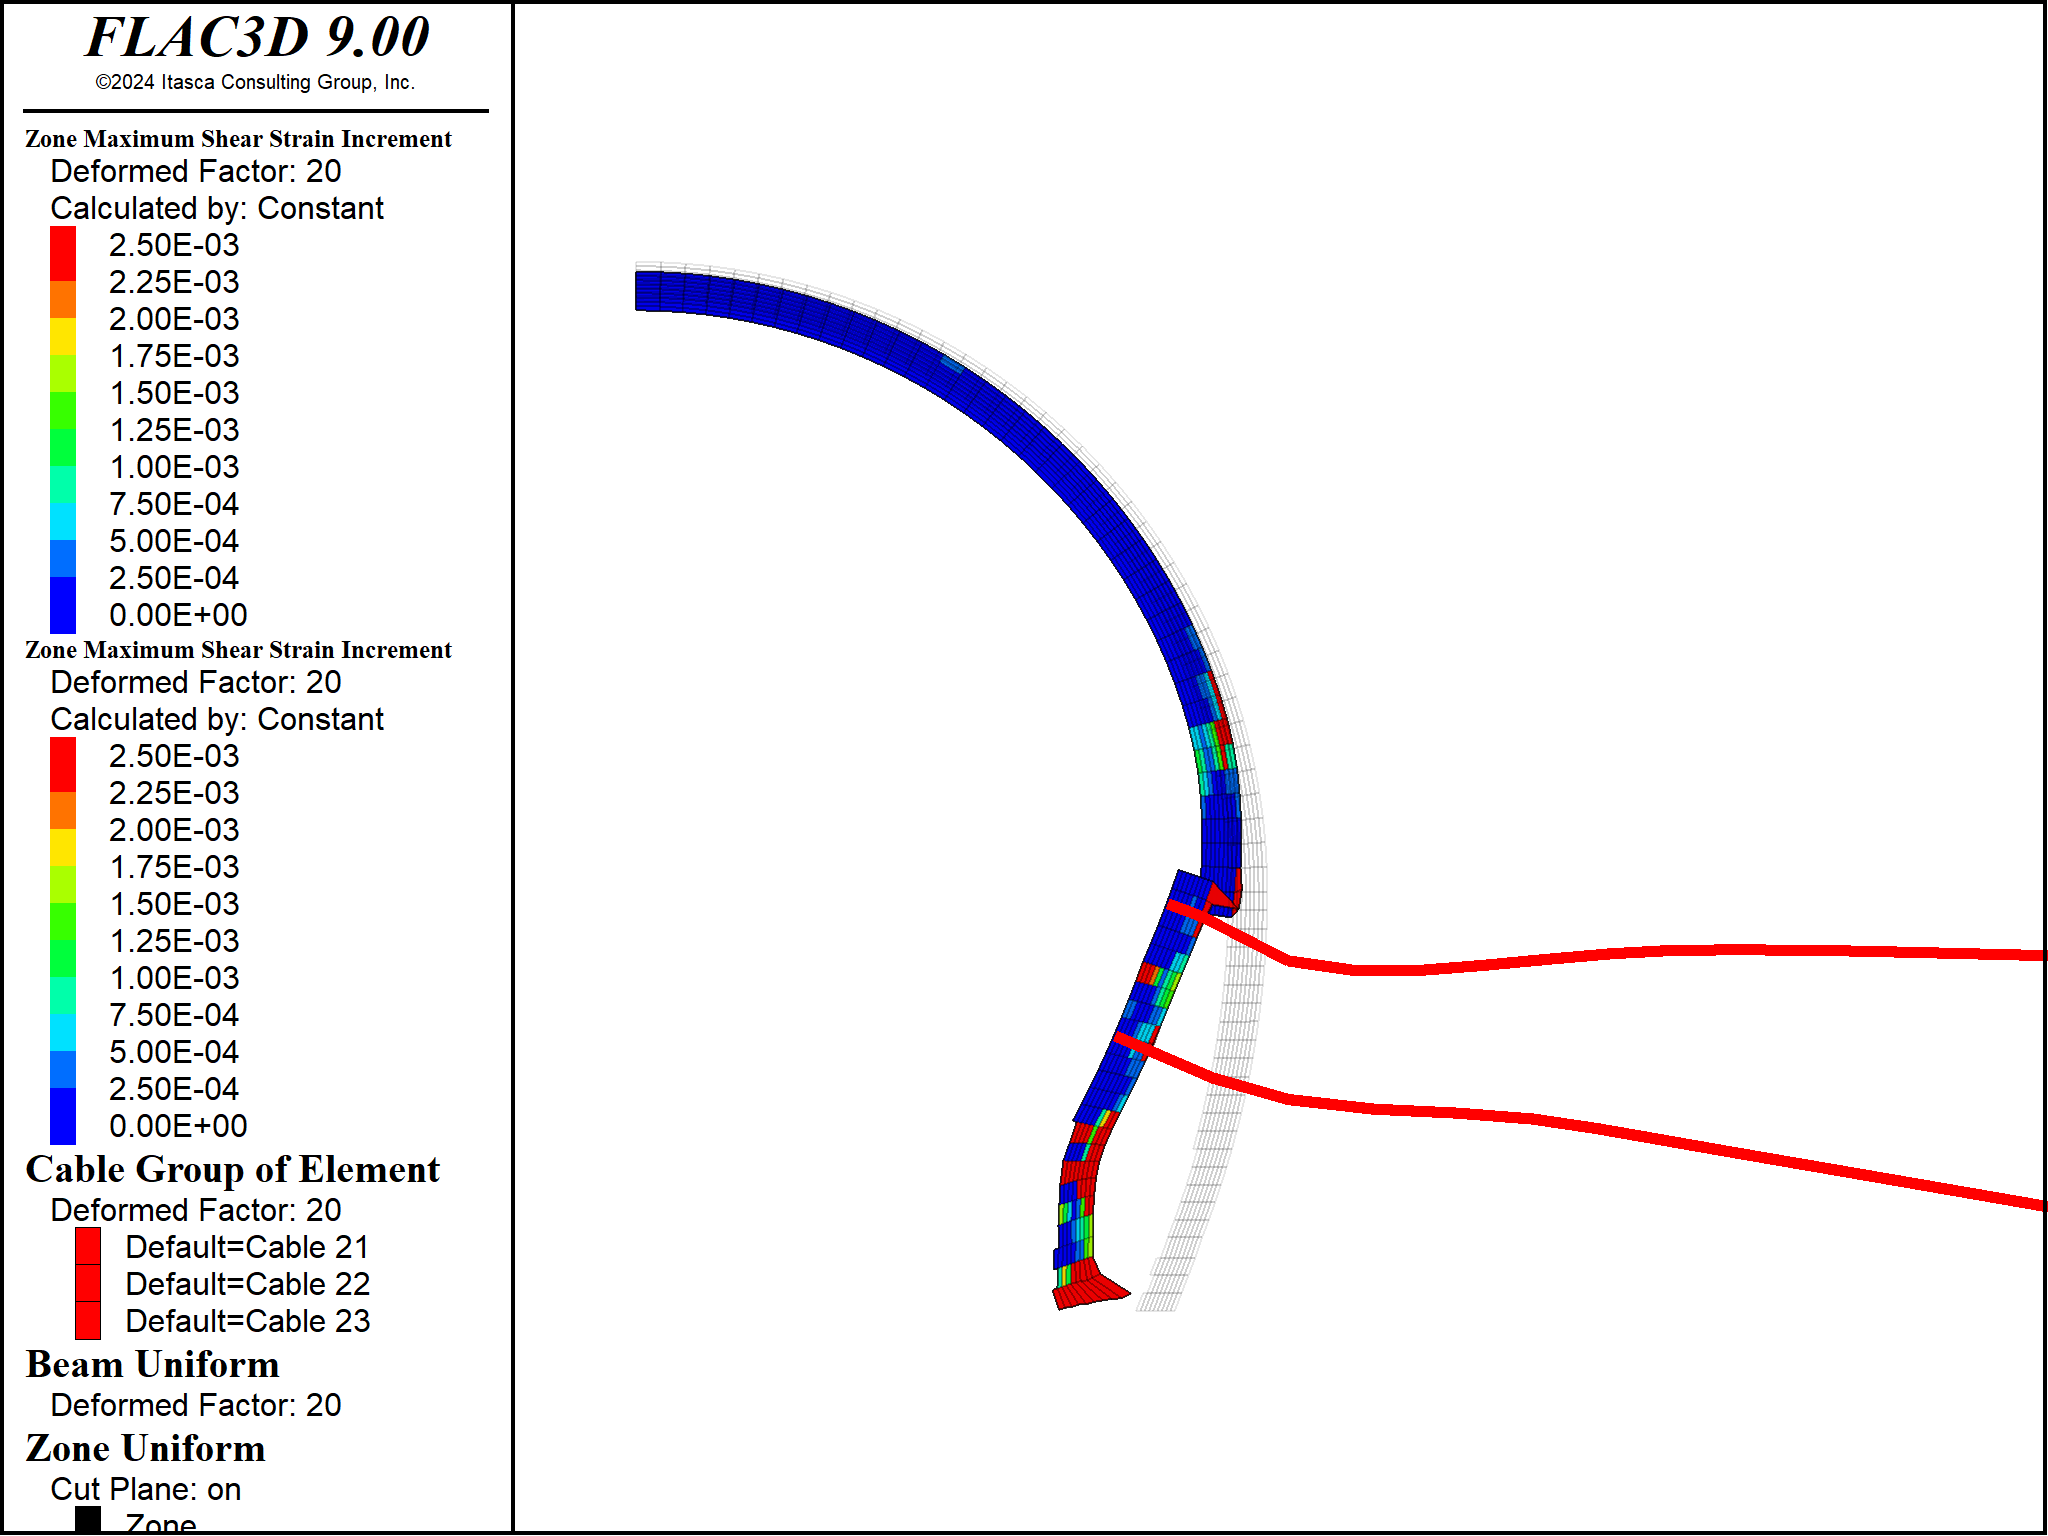 FLAC3D 9.00
©2024 Itasca Consulting Group, Inc.
Zone Maximum Shear Strain Increment
Deformed Factor: 20
Calculated by: Constant
2.50E-03
2.25E-03
2.00E-03
1.75E-03
1.50E-03
1.25E-03
1.00E-03
7.50E-04
5.00E-04
2.50E-04
0.00E+00
Zone Maximum Shear Strain Increment
Deformed Factor: 20
Calculated by: Constant
2.50E-03
2.25E-03
2.00E-03
1.75E-03
1.50E-03
1.25E-03
1.00E-03
7.50E-04
5.00E-04
2.50E-04
0.00E+00
Cable Group of Element
Deformed Factor: 20
Default=Cable 21
Default=Cable 22
Default=Cable 23
Beam Uniform
Deformed Factor: 20
Zone Uniform
Cut Plane: on
Zone